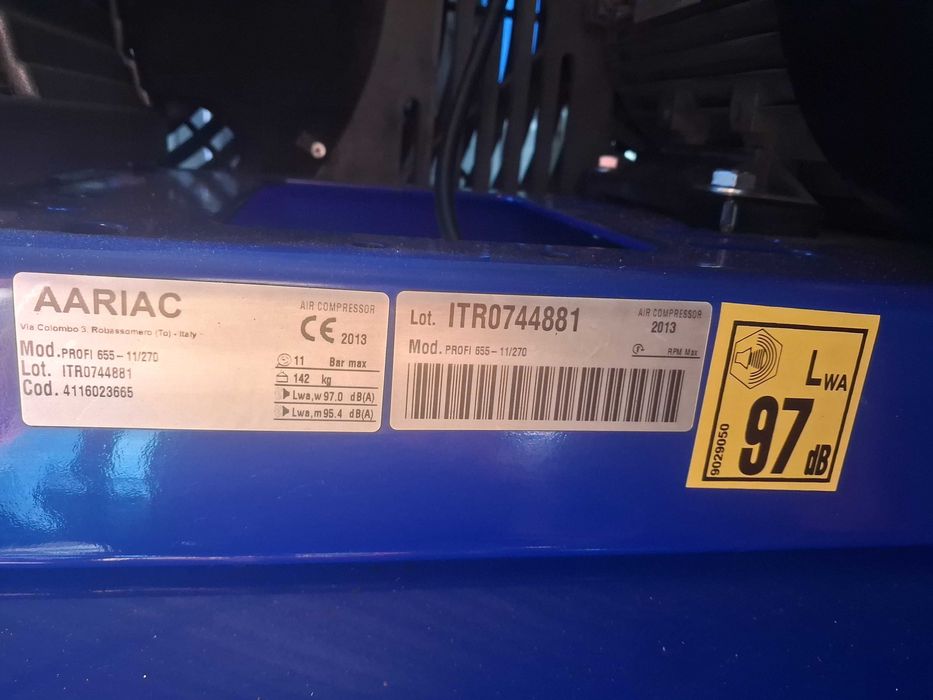 AARIAC
Via Colombo 3, Robassomero (To) - Italy
AIR COMPRESSOR
CE 2013
Mod. PROFI 655-11/270
Lot. ITR0744881
Cod. 4116023665
11 Bar max
142 kg
Lwa,w 97.0 dB(A)
Lwa,m 95.4 dB(A)
Lot. ITR0744881
AIR COMPRESSOR
2013
Mod. PROFI 655-11/270
RPM Max
LWA
97 dB
9029050